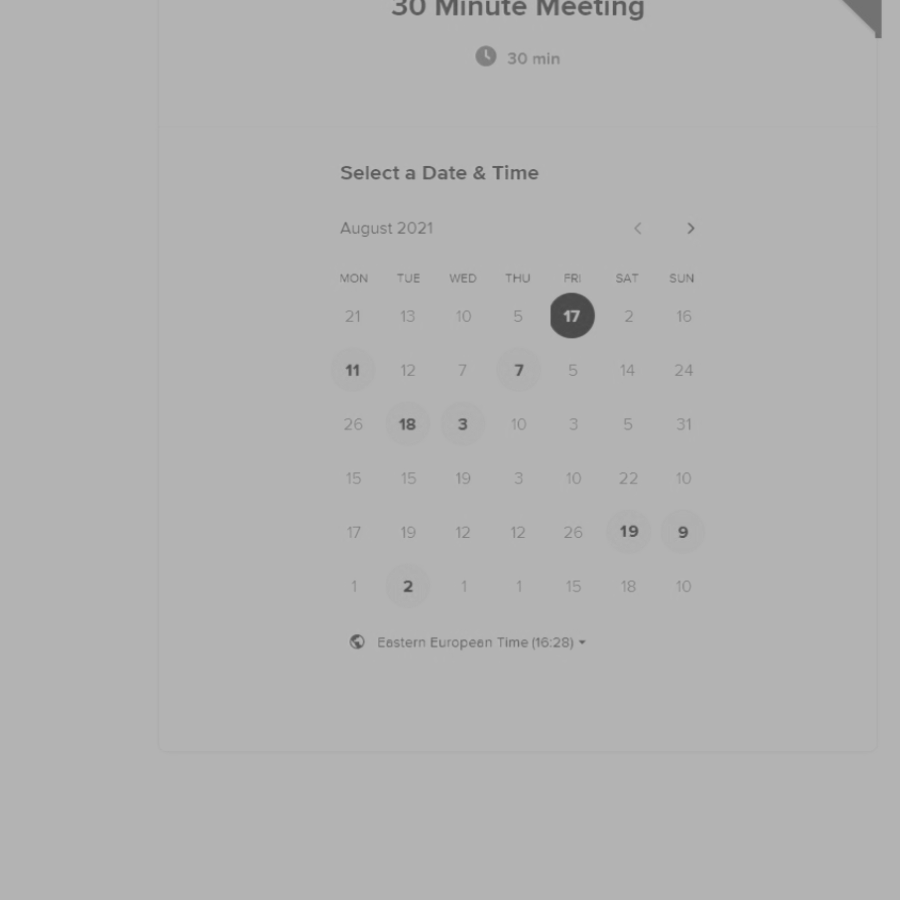 30 Minute Meeting
30 min
Select a Date & Time
August 2021
MON TUE WED THU FRI SAT SUN
21 13 10 5 17 2 16
11 12 7 7 5 14 24
26 18 3 10 3 5 31
15 15 19 3 10 22 10
17 19 12 12 26 19 9
1 2 1 1 15 18 10
Eastern European Time (16:28)